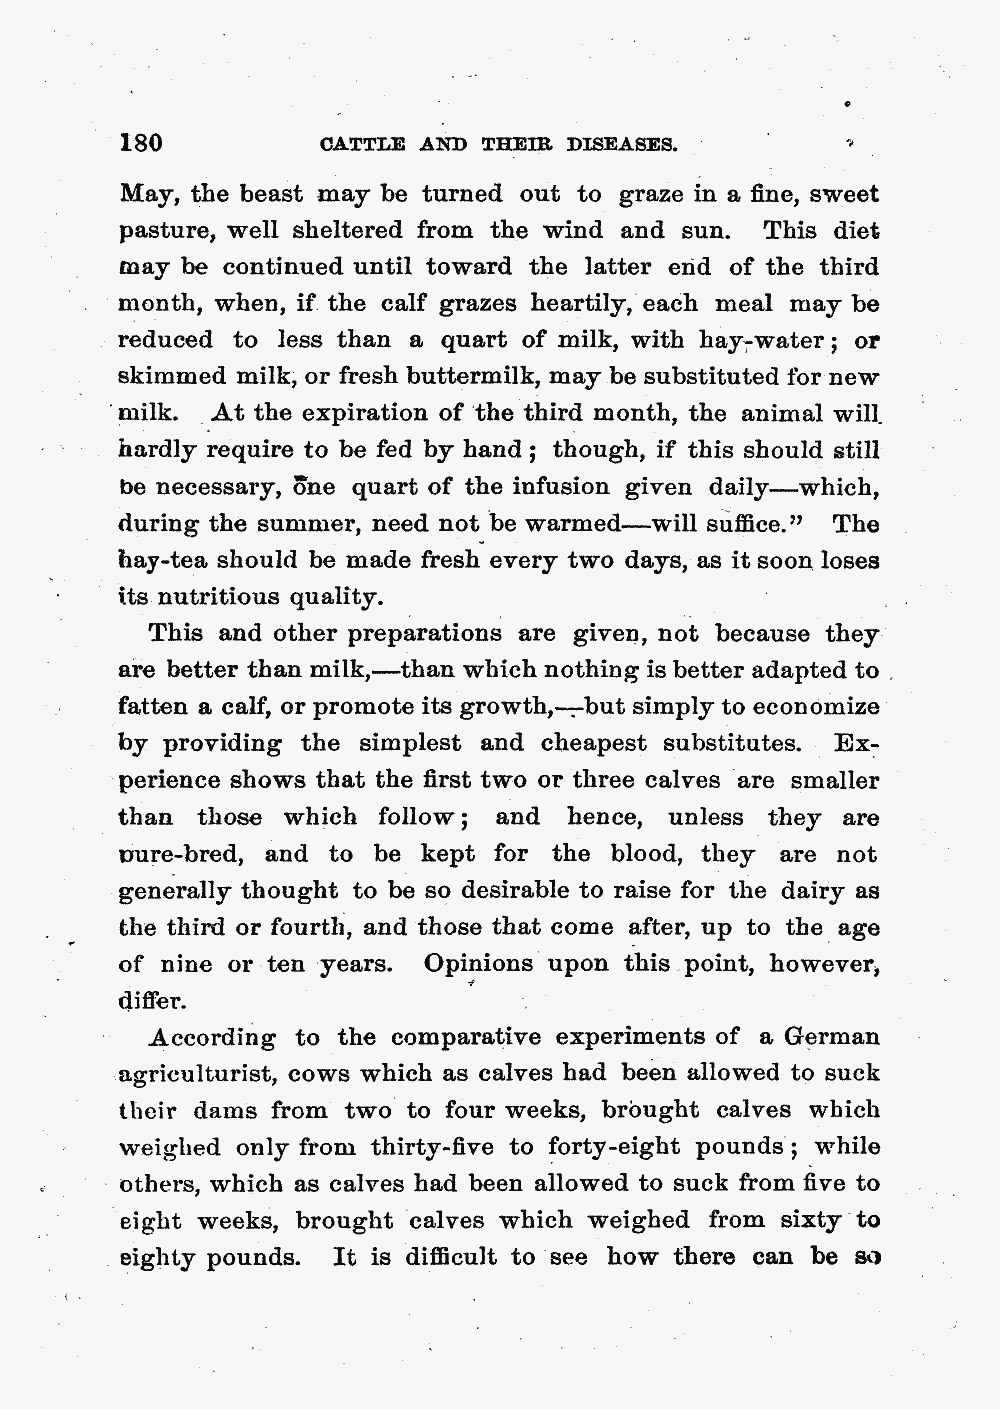 180 CATTLE AND THEIR DISEASES.
May, the beast may be turned out to graze in a fine, sweet
pasture, well sheltered from the wind and sun. This diet
may be continued until toward the latter end of the third
month, when, if the calf grazes heartily, each meal may be
reduced to less than a quart of milk, with hay-water; or
skimmed milk, or fresh buttermilk, may be substituted for new
milk. At the expiration of the third month, the animal will
hardly require to be fed by hand; though, if this should still
be necessary, one quart of the infusion given daily—which,
during the summer, need not be warmed—will suffice.” The
hay-tea should be made fresh every two days, as it soon loses
its nutritious quality.
This and other preparations are given, not because they
are better than milk,—than which nothing is better adapted to
fatten a calf, or promote its growth,—but simply to economize
by providing the simplest and cheapest substitutes. Ex-
perience shows that the first two or three calves are smaller
than those which follow; and hence, unless they are
pure-bred, and to be kept for the blood, they are not
generally thought to be so desirable to raise for the dairy as
the third or fourth, and those that come after, up to the age
of nine or ten years. Opinions upon this point, however,
differ.
According to the comparative experiments of a German
agriculturist, cows which as calves had been allowed to suck
their dams from two to four weeks, brought calves which
weighed only from thirty-five to forty-eight pounds; while
others, which as calves had been allowed to suck from five to
eight weeks, brought calves which weighed from sixty to
eighty pounds. It is difficult to see how there can be so